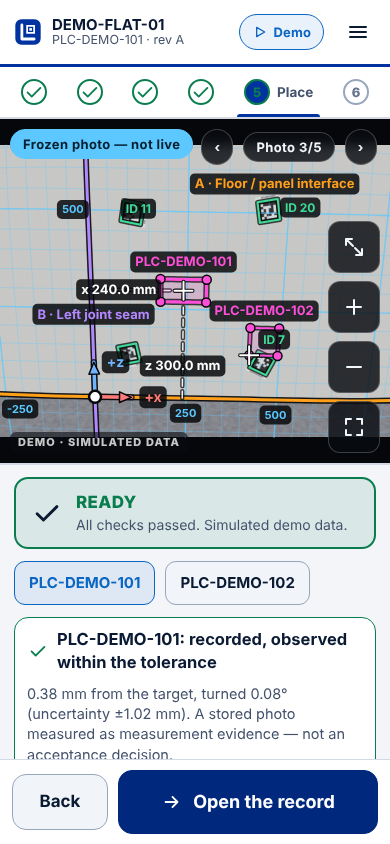 DEMO-FLAT-01
PLC-DEMO-101 · rev A
Demo
5 Place
6
Frozen photo — not live
‹
Photo 3/5
›
A · Floor / panel interface
500
ID 11
ID 20
PLC-DEMO-101
x 240.0 mm
B · Left joint seam
PLC-DEMO-102
ID 7
+z
z 300.0 mm
+x
-250
250
500
DEMO · SIMULATED DATA
READY
All checks passed. Simulated demo data.
PLC-DEMO-101
PLC-DEMO-102
PLC-DEMO-101: recorded, observed
within the tolerance
0.38 mm from the target, turned 0.08°
(uncertainty ±1.02 mm). A stored photo
measured as measurement evidence — not an
acceptance decision.
Back
→ Open the record